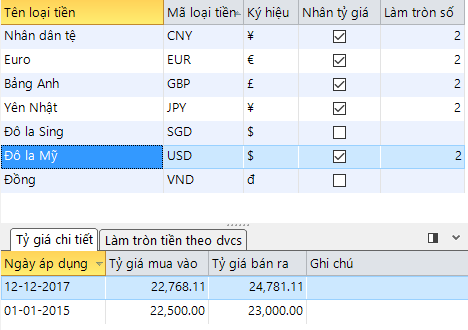 Tên loại tiền Mã loại tiền Ký hiệu Nhân tỷ giá Làm tròn số
Nhân dân tệ CNY ¥ 2
Euro EUR € 2
Bảng Anh GBP £ 2
Yên Nhật JPY ¥ 2
Đô la Sing SGD $
Đô la Mỹ USD $ 2
Đồng VND đ
Tỷ giá chi tiết Làm tròn tiền theo dvcs
Ngày áp dụng Tỷ giá mua vào Tỷ giá bán ra Ghi chú
12-12-2017 22,768.11 24,781.11
01-01-2015 22,500.00 23,000.00